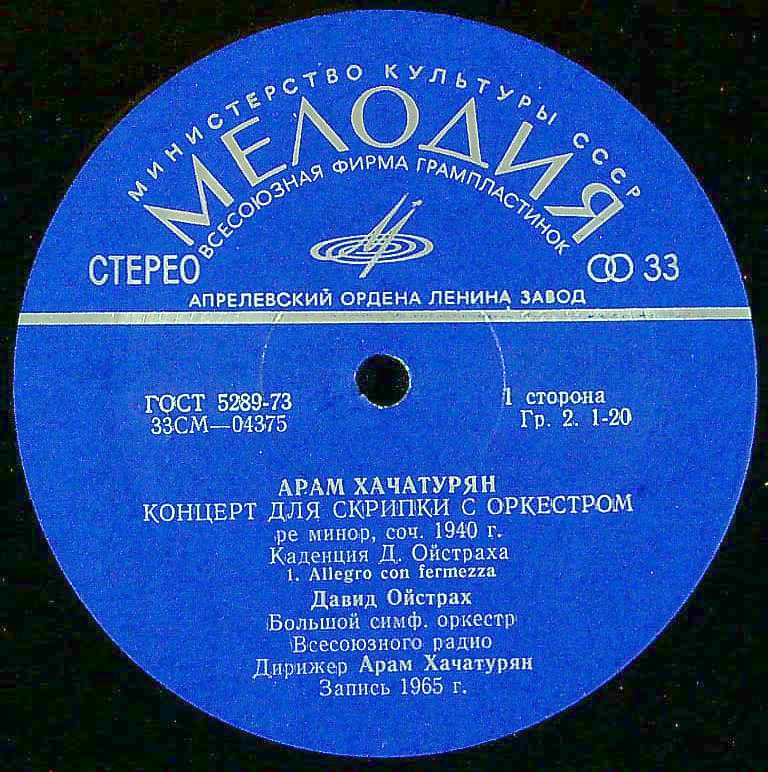 МИНИСТЕРСТВО КУЛЬТУРЫ СССР
МЕЛОДИЯ
ВСЕСОЮЗНАЯ ФИРМА ГРАМПЛАСТИНОК
СТЕРЕО
33
АПРЕЛЕВСКИЙ ОРДЕНА ЛЕНИНА ЗАВОД
ГОСТ 5289-73
33СМ—04375
1 сторона
Гр. 2. 1-20
АРАМ ХАЧАТУРЯН
КОНЦЕРТ ДЛЯ СКРИПКИ С ОРКЕСТРОМ
ре минор, соч. 1940 г.
Каденция Д. Ойстраха
1. Allegro con fermezza
Давид Ойстрах
Большой симф. оркестр
Всесоюзного радио
Дирижер Арам Хачатурян
Запись 1965 г.